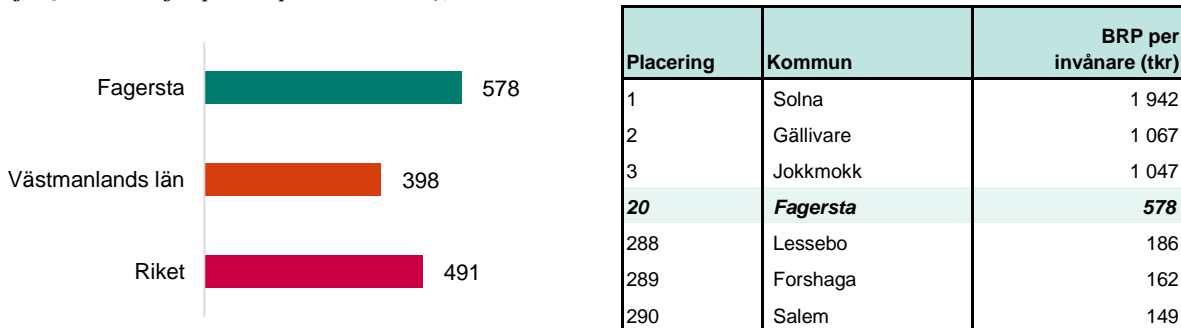 Fagersta 578
Västmanlands län 398
Riket 491
Placering Kommun BRP per invånare (tkr)
1 Solna 1 942
2 Gällivare 1 067
3 Jokkmokk 1 047
20 Fagersta 578
288 Lessebo 186
289 Forshaga 162
290 Salem 149